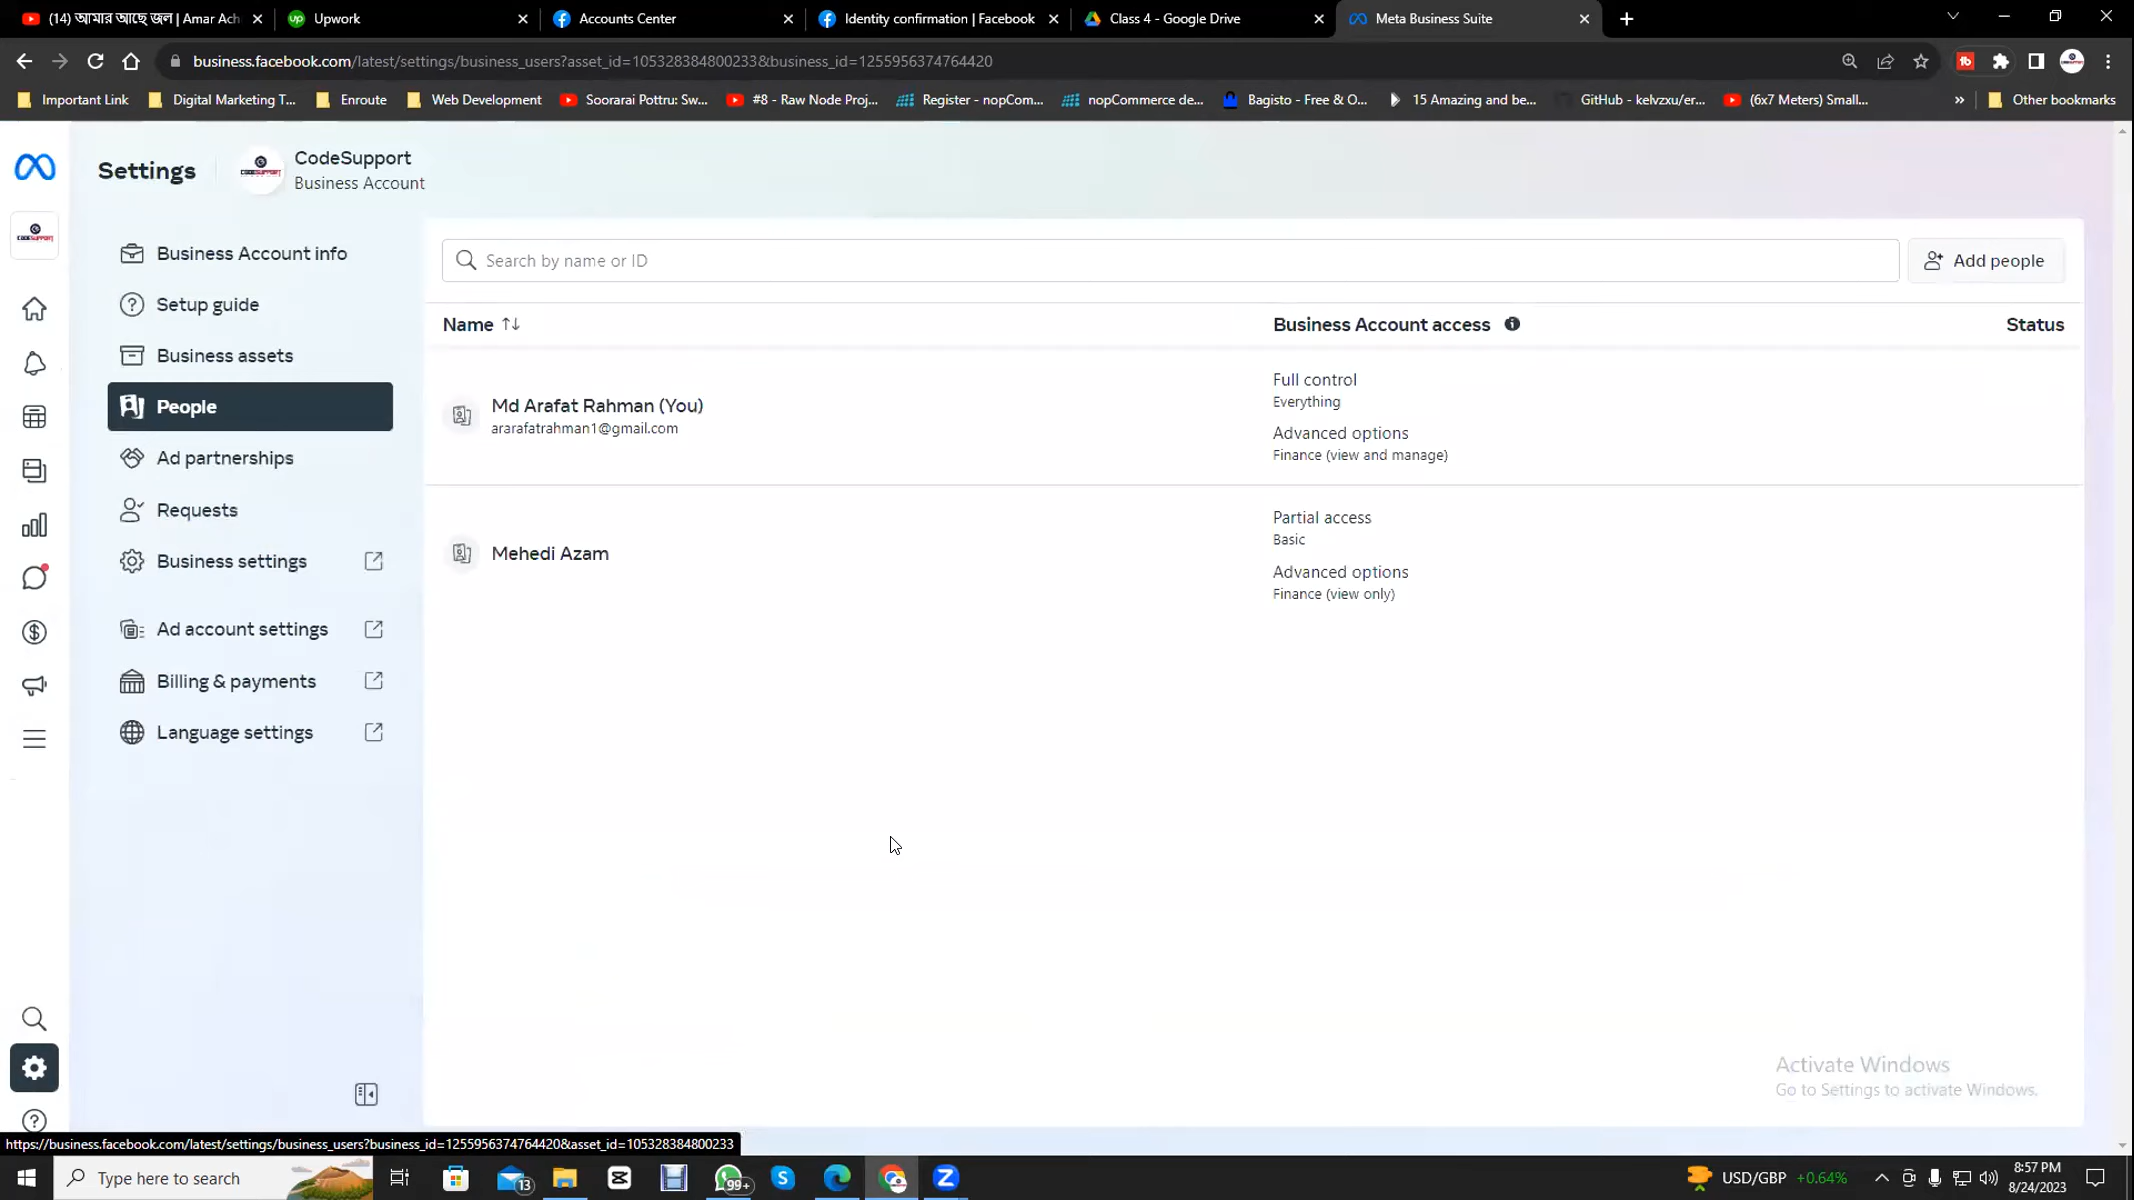 (14) আমার আছে জল | Amar Ach
Upwork
Accounts Center
Identity confirmation | Facebook
Class 4 - Google Drive
Meta Business Suite
business.facebook.com/latest/settings/business_users?asset_id=105328384800233&business_id=1255956374764420
Important Link
Digital Marketing T...
Enroute
Web Development
Soorarai Pottru: Sw...
#8 - Raw Node Proj...
Register - nopCom...
nopCommerce de...
Bagisto - Free & O...
15 Amazing and be...
GitHub - kelvzxu/er...
(6x7 Meters) Small...
»
Other bookmarks
Settings
CodeSupport
Business Account
CODESUPPORT
Business Account info
Setup guide
Business assets
People
Ad partnerships
Requests
Business settings
Ad account settings
Billing & payments
Language settings
Search by name or ID
Add people
Name
Business Account access
Status
Md Arafat Rahman (You)
ararafatrahman1@gmail.com
Full control
Everything
Advanced options
Finance (view and manage)
Mehedi Azam
Partial access
Basic
Advanced options
Finance (view only)
Activate Windows
Go to Settings to activate Windows.
https://business.facebook.com/latest/settings/business_users?business_id=1255956374764420&asset_id=105328384800233
Type here to search
13
99+
USD/GBP +0.64%
8:57 PM
8/24/2023